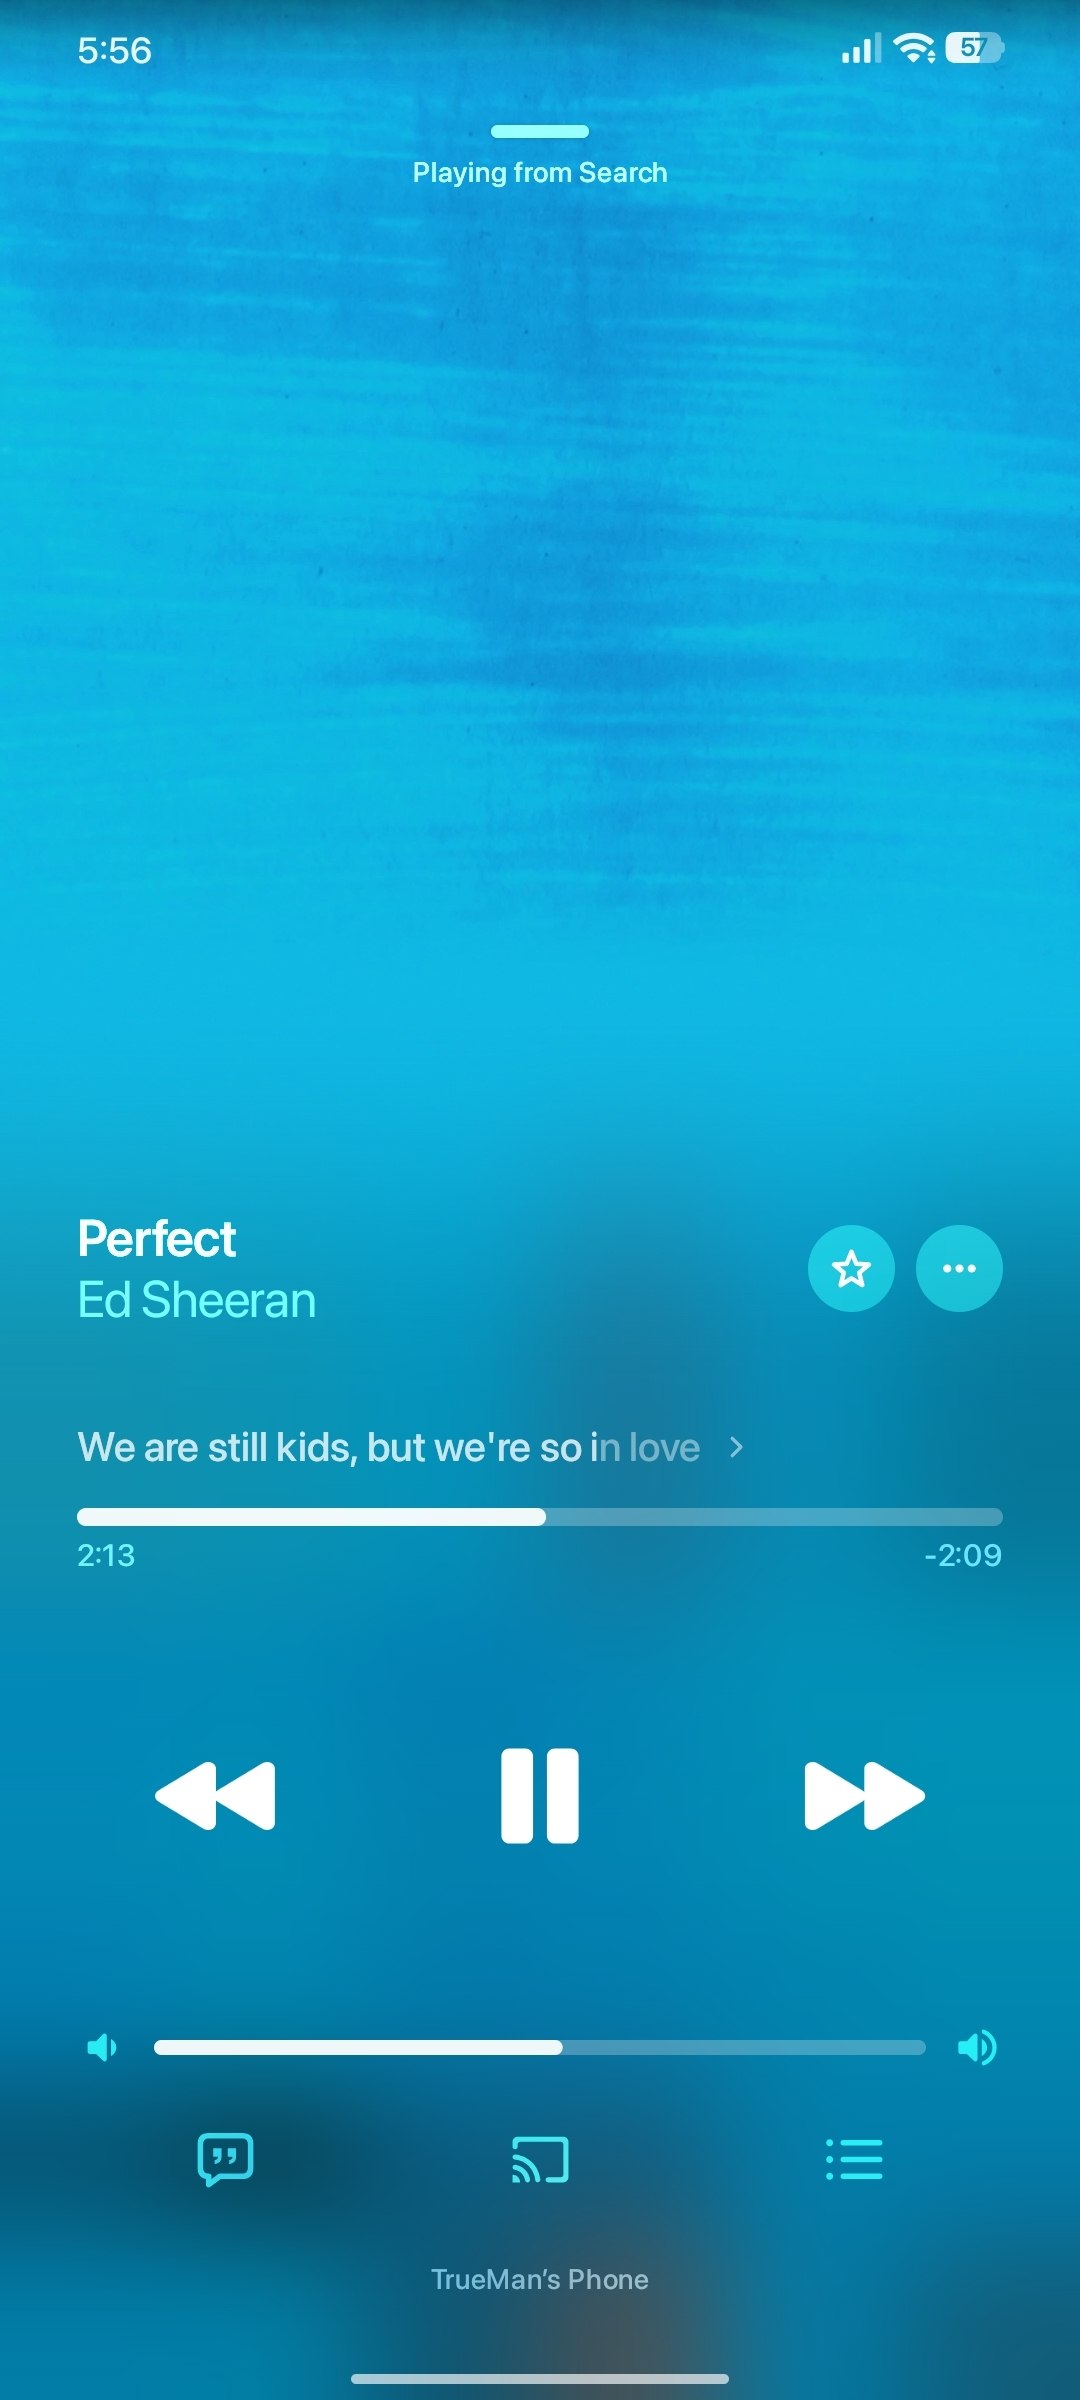 5:56
57
Playing from Search
Perfect
Ed Sheeran
We are still kids, but we're so in love
2:13
-2:09
TrueMan’s Phone